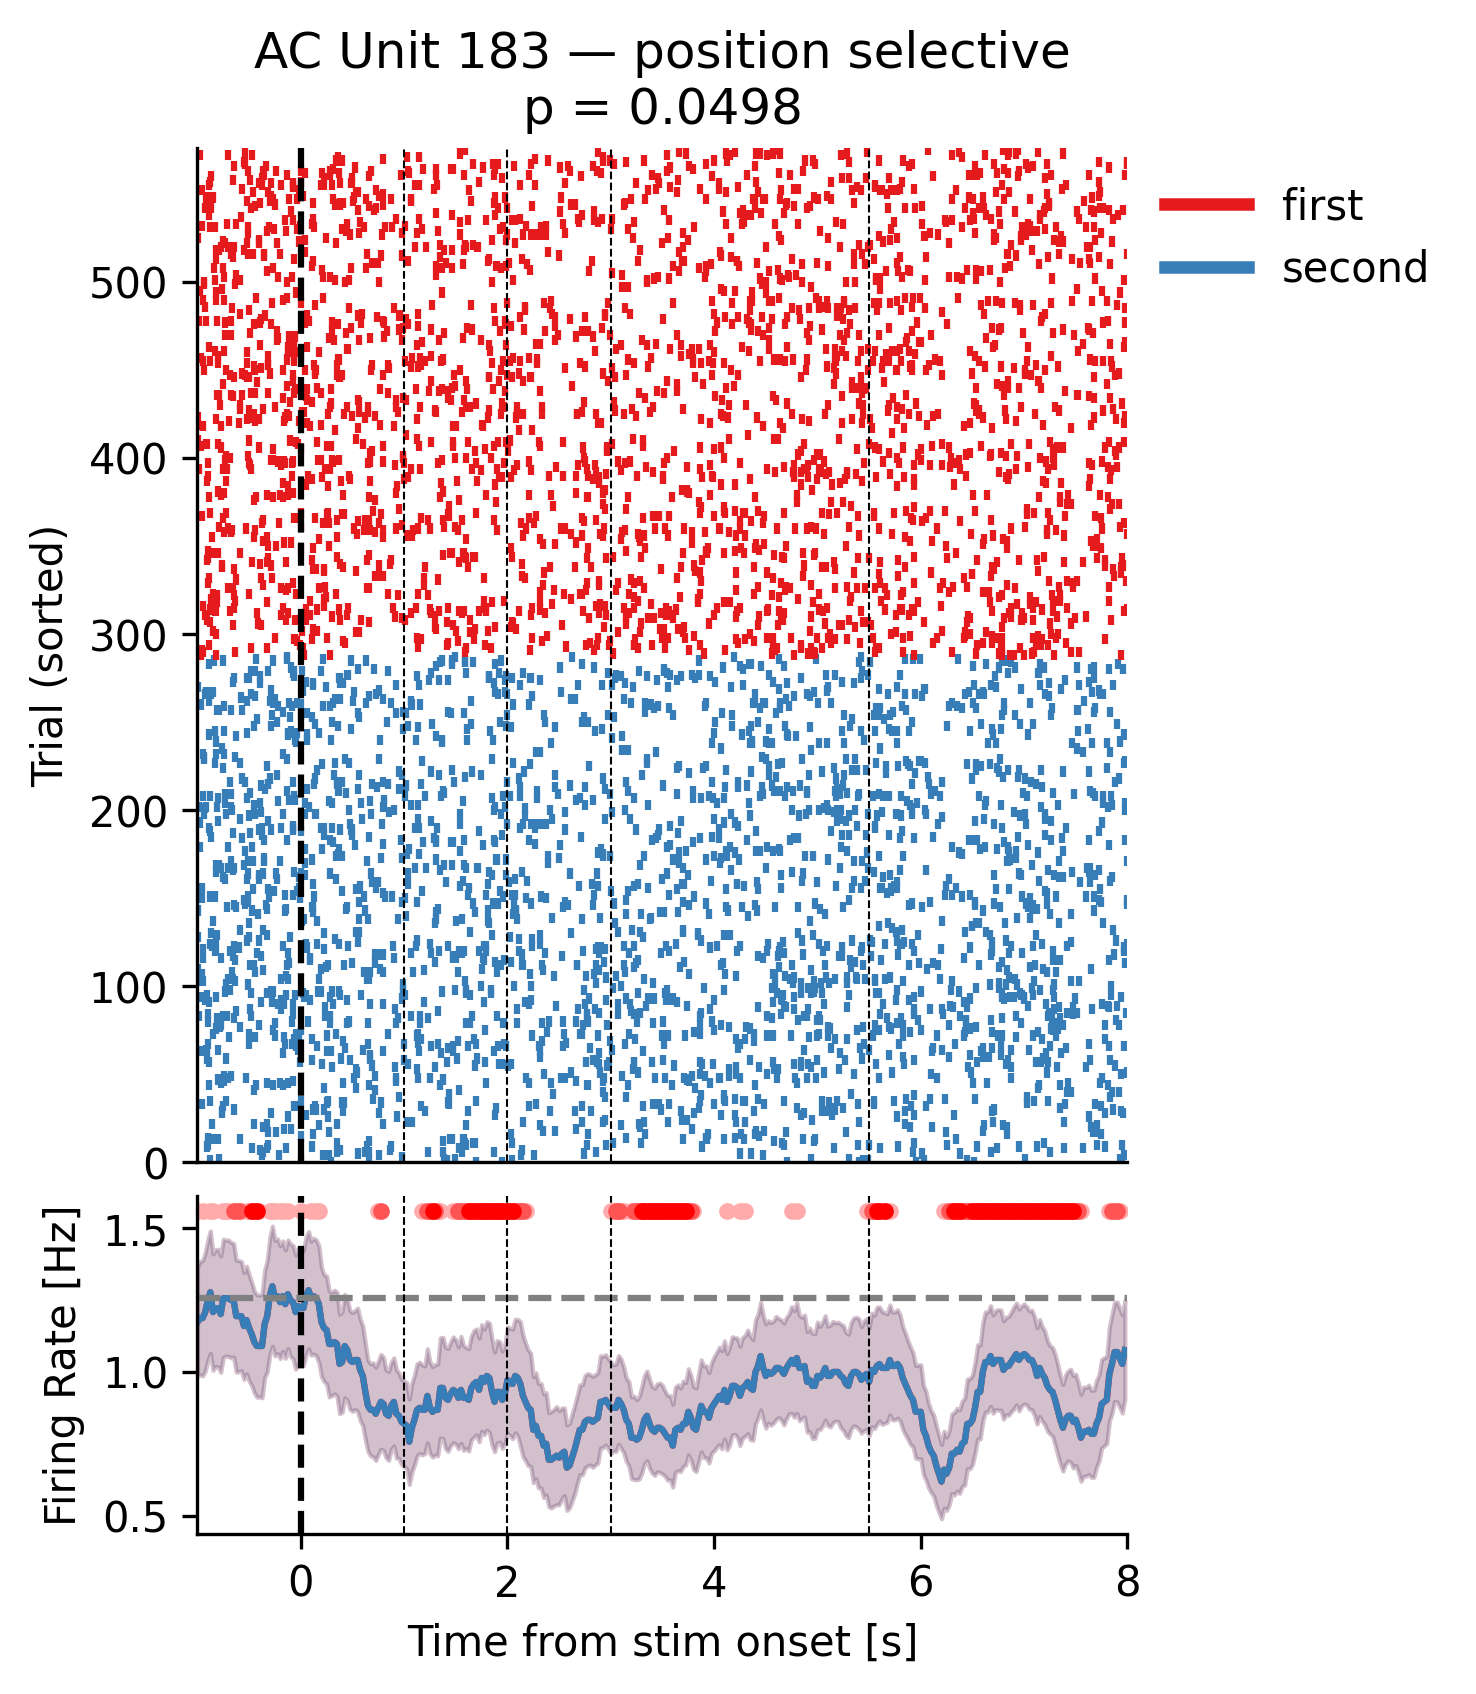 AC Unit 183 — position selective
p = 0.0498
first
second
Trial (sorted)
500
400
300
200
100
0
Firing Rate [Hz]
1.5
1.0
0.5
0 2 4 6 8
Time from stim onset [s]